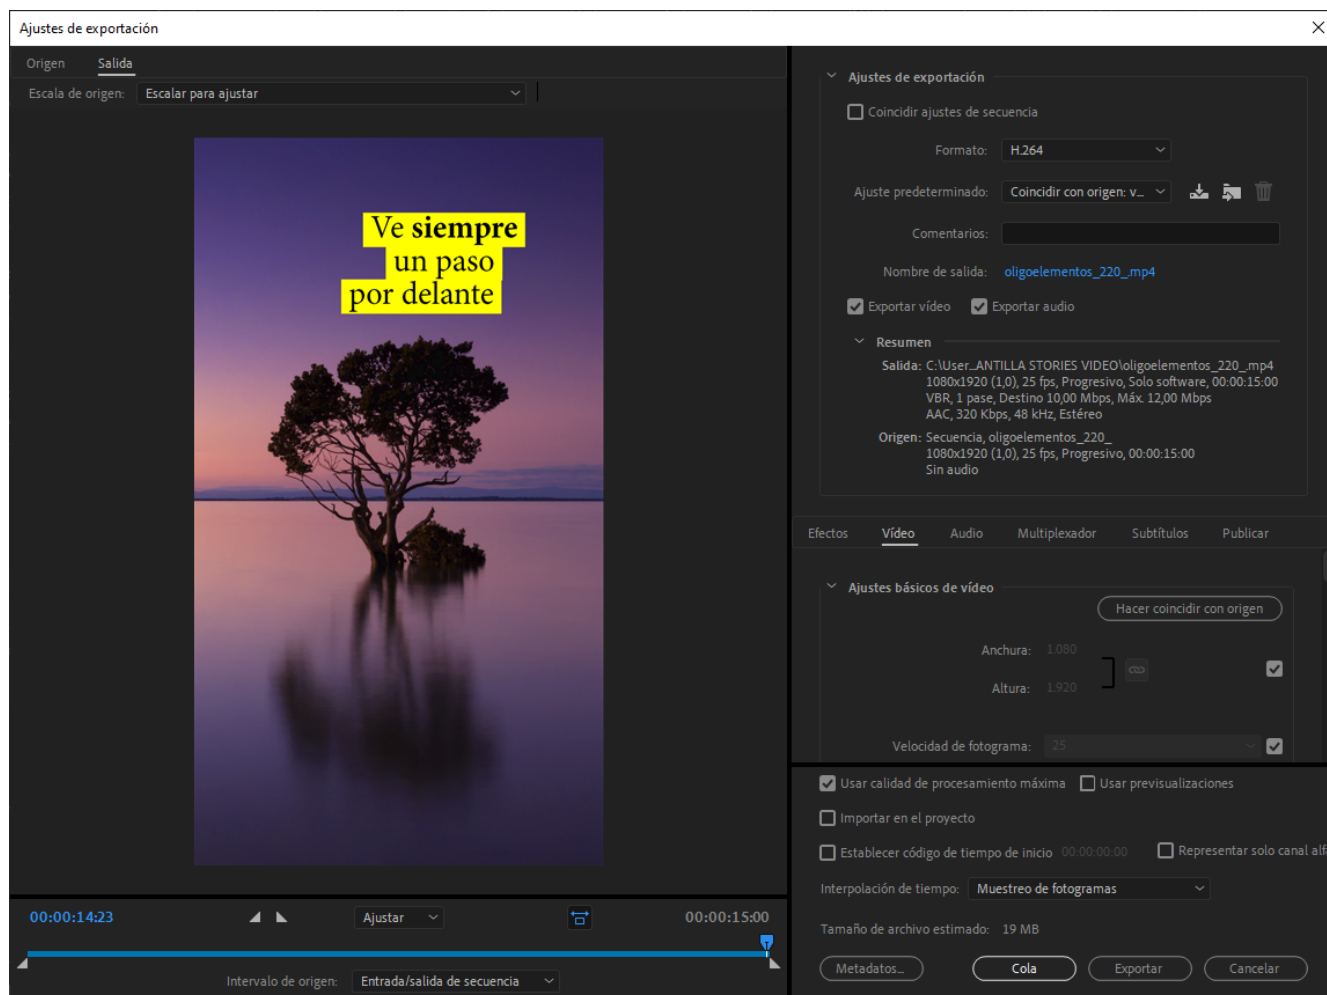 Ajustes de exportación
Origen Salida
Escala de origen: Escalar para ajustar
Ve siempre
un paso
por delante
00:00:14:23 Ajustar 00:00:15:00
Intervalo de origen: Entrada/salida de secuencia
Ajustes de exportación
Coincidir ajustes de secuencia
Formato: H.264
Ajuste predeterminado: Coincidir con origen: v...
Comentarios:
Nombre de salida: oligoelementos_220_.mp4
Exportar vídeo Exportar audio
Resumen
Salida: C:\User...ANTILLA STORIES VIDEO\oligoelementos_220_.mp4
1080x1920 (1,0), 25 fps, Progresivo, Solo software, 00:00:15:00
VBR, 1 pase, Destino 10,00 Mbps, Máx. 12,00 Mbps
AAC, 320 Kbps, 48 kHz, Estéreo
Origen: Secuencia, oligoelementos_220_
1080x1920 (1,0), 25 fps, Progresivo, 00:00:15:00
Sin audio
Efectos Vídeo Audio Multiplexador Subtítulos Publicar
Ajustes básicos de vídeo
Hacer coincidir con origen
Anchura: 1.080
Altura: 1.920
Velocidad de fotograma: 25
Usar calidad de procesamiento máxima Usar previsualizaciones
Importar en el proyecto
Establecer código de tiempo de inicio 00:00:00:00 Representar solo canal alf
Interpolación de tiempo: Muestreo de fotogramas
Tamaño de archivo estimado: 19 MB
Metadatos... Cola Exportar Cancelar